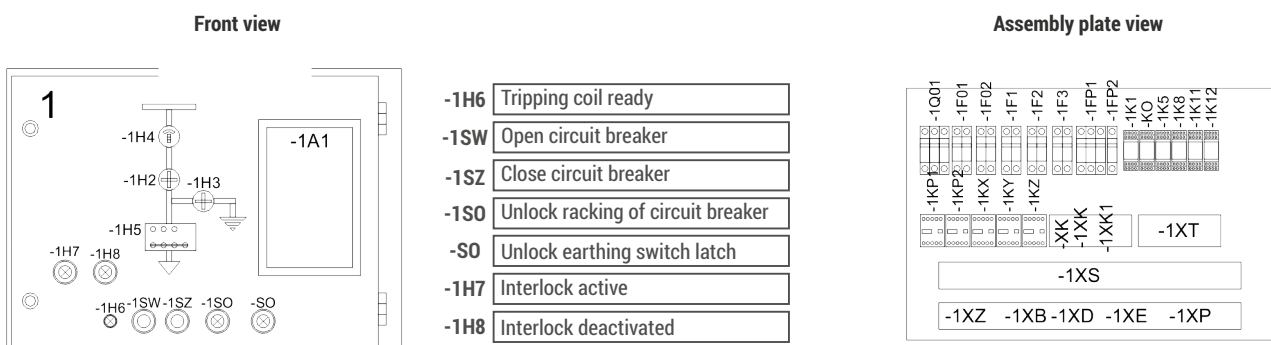 Front view
Assembly plate view
1
-1H4
-1H2
-1H3
-1H5
-1H7
-1H8
-1H6
-1SW
-1SZ
-1SO
-SO
-1A1
-1H6 Tripping coil ready
-1SW Open circuit breaker
-1SZ Close circuit breaker
-1SO Unlock racking of circuit breaker
-SO Unlock earthing switch latch
-1H7 Interlock active
-1H8 Interlock deactivated
-1Q01
-1F01
-1F02
-1F1
-1F2
-1F3
-1FP1
-1FP2
-1K1
-KO
-1K5
-1K8
-1K11
-1K12
-1KP1
-1KP2
-1KX
-1KY
-1KZ
-XK
-1XK
-1XK1
-1XT
-1XS
-1XZ -1XB -1XD -1XE -1XP